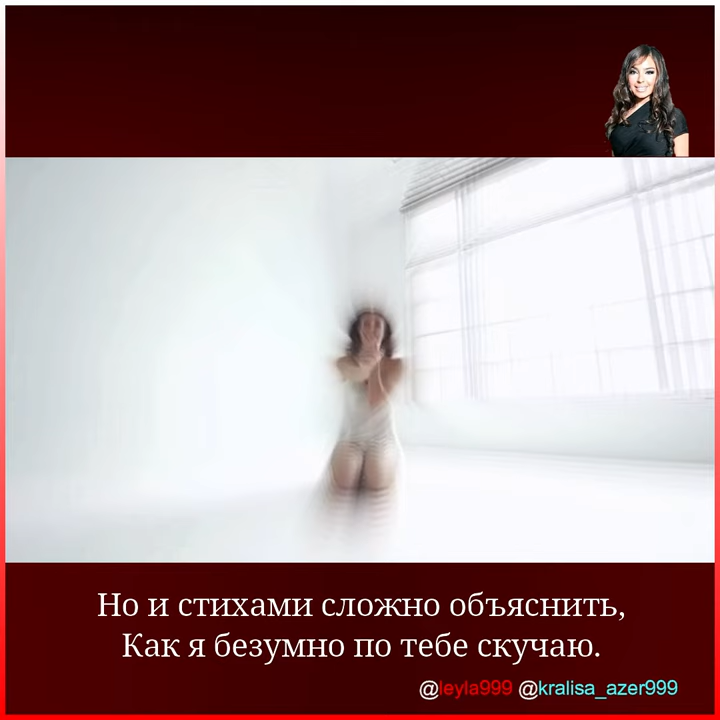 Но и стихами сложно объяснить,
Как я безумно по тебе скучаю.
@leyla999 @kralisa_azer999